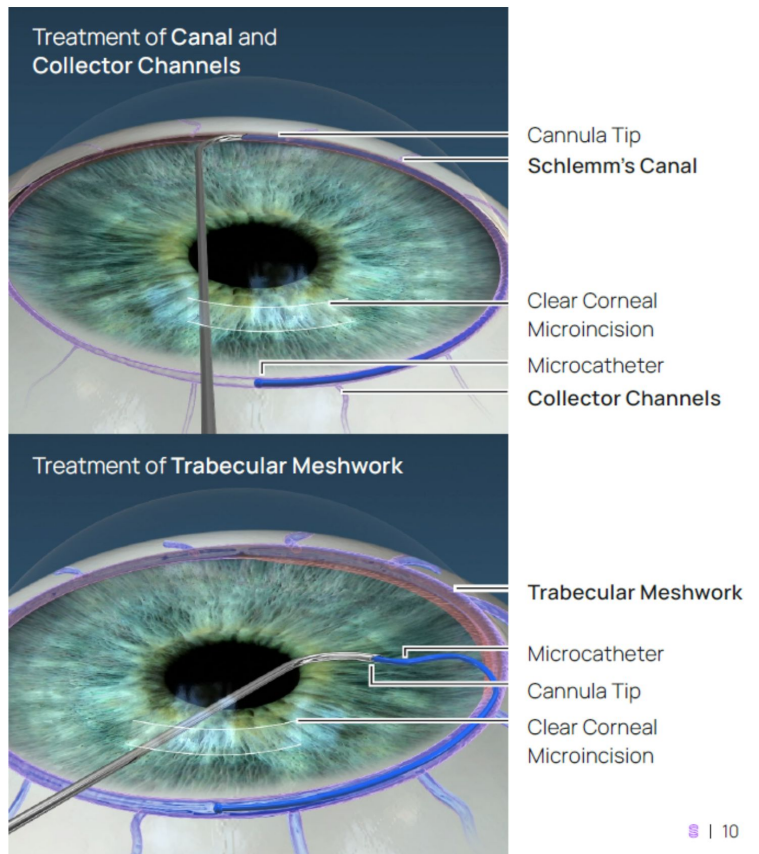 Treatment of Canal and
Collector Channels
Cannula Tip
Schlemm's Canal
Clear Corneal
Microincision
Microcatheter
Collector Channels
Treatment of Trabecular Meshwork
Trabecular Meshwork
Microcatheter
Cannula Tip
Clear Corneal
Microincision
| 10